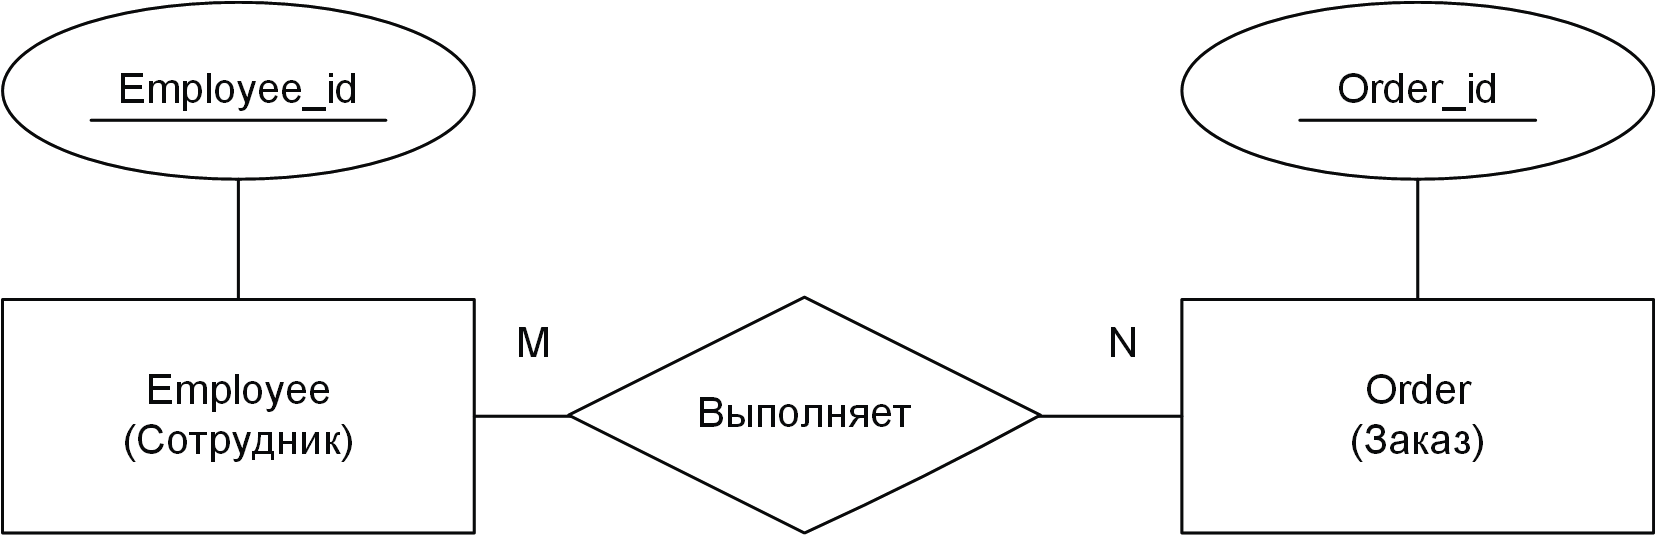 Employee_id
Order_id
Employee
(Сотрудник)
M
Выполняет
N
Order
(Заказ)